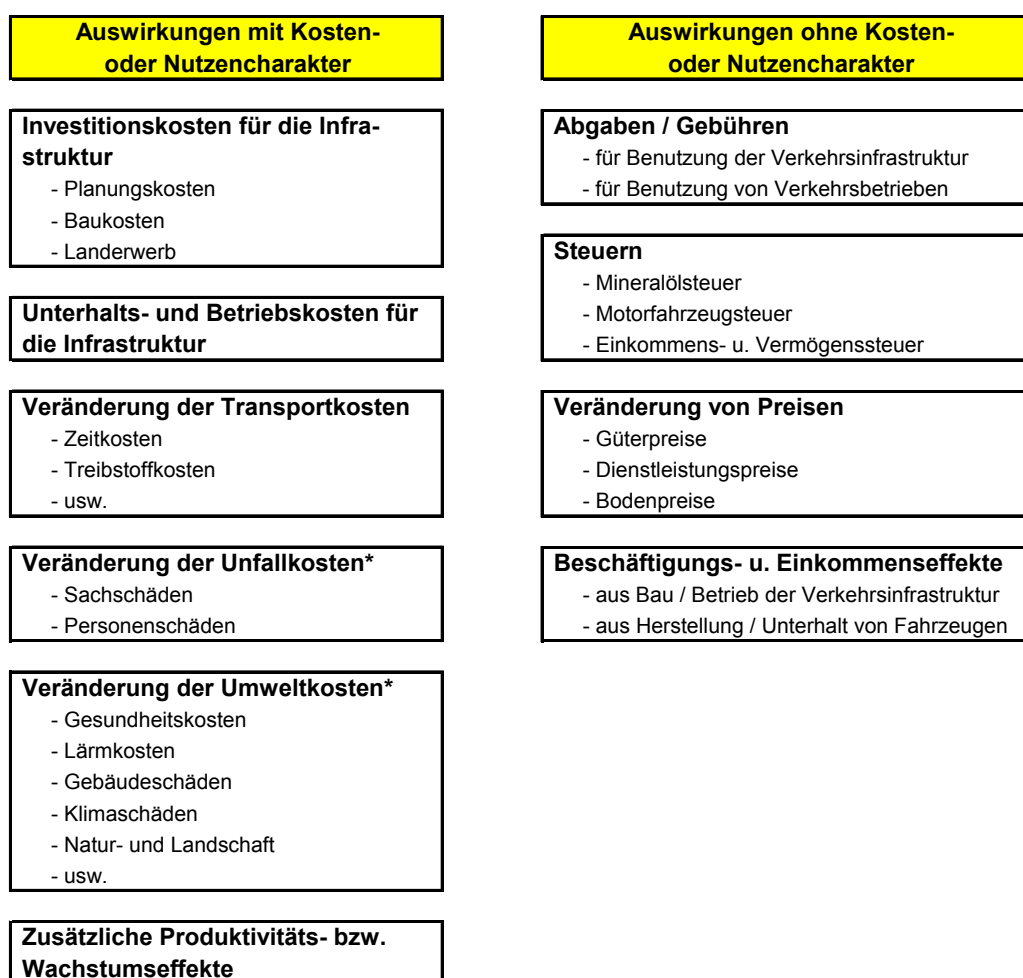 Auswirkungen mit Kosten-
oder Nutzencharakter
Investitionskosten für die Infra-
struktur
- Planungskosten
- Baukosten
- Landerwerb
Unterhalts- und Betriebskosten für
die Infrastruktur
Veränderung der Transportkosten
- Zeitkosten
- Treibstoffkosten
- usw.
Veränderung der Unfallkosten*
- Sachschäden
- Personenschäden
Veränderung der Umweltkosten*
- Gesundheitskosten
- Lärmkosten
- Gebäudeschäden
- Klimaschäden
- Natur- und Landschaft
- usw.
Zusätzliche Produktivitäts- bzw.
Wachstumseffekte
Auswirkungen ohne Kosten-
oder Nutzencharakter
Abgaben / Gebühren
- für Benutzung der Verkehrsinfrastruktur
- für Benutzung von Verkehrsbetrieben
Steuern
- Mineralölsteuer
- Motorfahrzeugsteuer
- Einkommens- u. Vermögenssteuer
Veränderung von Preisen
- Güterpreise
- Dienstleistungspreise
- Bodenpreise
Beschäftigungs- u. Einkommenseffekte
- aus Bau / Betrieb der Verkehrsinfrastruktur
- aus Herstellung / Unterhalt von Fahrzeugen